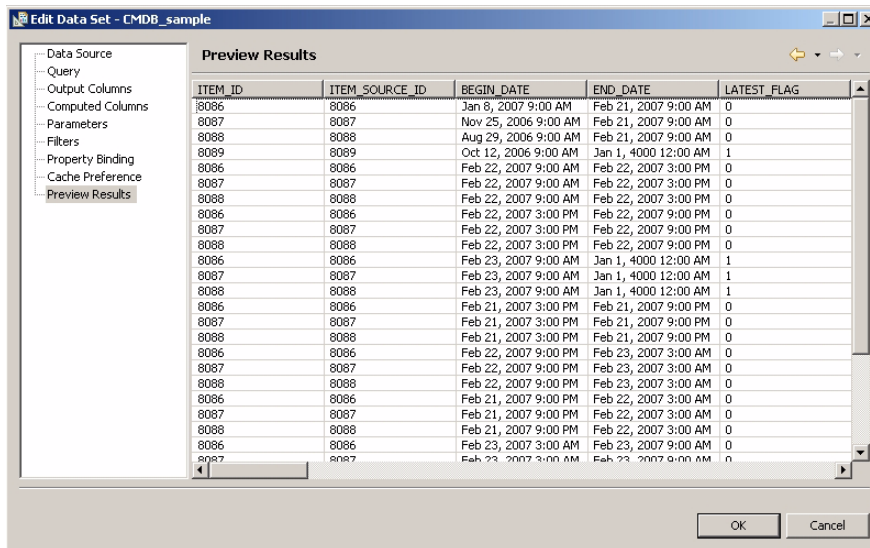 Edit Data Set - CMDB_sample
Data Source
Query
Output Columns
Computed Columns
Parameters
Filters
Property Binding
Cache Preference
Preview Results
Preview Results
ITEM_ID ITEM_SOURCE_ID BEGIN_DATE END_DATE LATEST_FLAG
8086 8086 Jan 8, 2007 9:00 AM Feb 21, 2007 9:00 AM 0
8087 8087 Nov 25, 2006 9:00 AM Feb 21, 2007 9:00 AM 0
8088 8088 Aug 29, 2006 9:00 AM Feb 21, 2007 9:00 AM 0
8089 8089 Oct 12, 2006 9:00 AM Jan 1, 4000 12:00 AM 1
8086 8086 Feb 22, 2007 9:00 AM Feb 22, 2007 3:00 PM 0
8087 8087 Feb 22, 2007 9:00 AM Feb 22, 2007 3:00 PM 0
8088 8088 Feb 22, 2007 9:00 AM Feb 22, 2007 3:00 PM 0
8086 8086 Feb 22, 2007 3:00 PM Feb 22, 2007 9:00 PM 0
8087 8087 Feb 22, 2007 3:00 PM Feb 22, 2007 9:00 PM 0
8088 8088 Feb 22, 2007 3:00 PM Feb 22, 2007 9:00 PM 0
8086 8086 Feb 23, 2007 9:00 AM Jan 1, 4000 12:00 AM 1
8087 8087 Feb 23, 2007 9:00 AM Jan 1, 4000 12:00 AM 1
8088 8088 Feb 23, 2007 9:00 AM Jan 1, 4000 12:00 AM 1
8086 8086 Feb 21, 2007 3:00 PM Feb 21, 2007 9:00 PM 0
8087 8087 Feb 21, 2007 3:00 PM Feb 21, 2007 9:00 PM 0
8088 8088 Feb 21, 2007 3:00 PM Feb 21, 2007 9:00 PM 0
8086 8086 Feb 22, 2007 9:00 PM Feb 23, 2007 3:00 AM 0
8087 8087 Feb 22, 2007 9:00 PM Feb 23, 2007 3:00 AM 0
8088 8088 Feb 22, 2007 9:00 PM Feb 23, 2007 3:00 AM 0
8086 8086 Feb 21, 2007 9:00 PM Feb 22, 2007 3:00 AM 0
8087 8087 Feb 21, 2007 9:00 PM Feb 22, 2007 3:00 AM 0
8088 8088 Feb 21, 2007 9:00 PM Feb 22, 2007 3:00 AM 0
8086 8086 Feb 23, 2007 3:00 AM Feb 23, 2007 9:00 AM 0
8087 8087 Feb 23, 2007 3:00 AM Feb 23, 2007 9:00 AM 0
OK Cancel